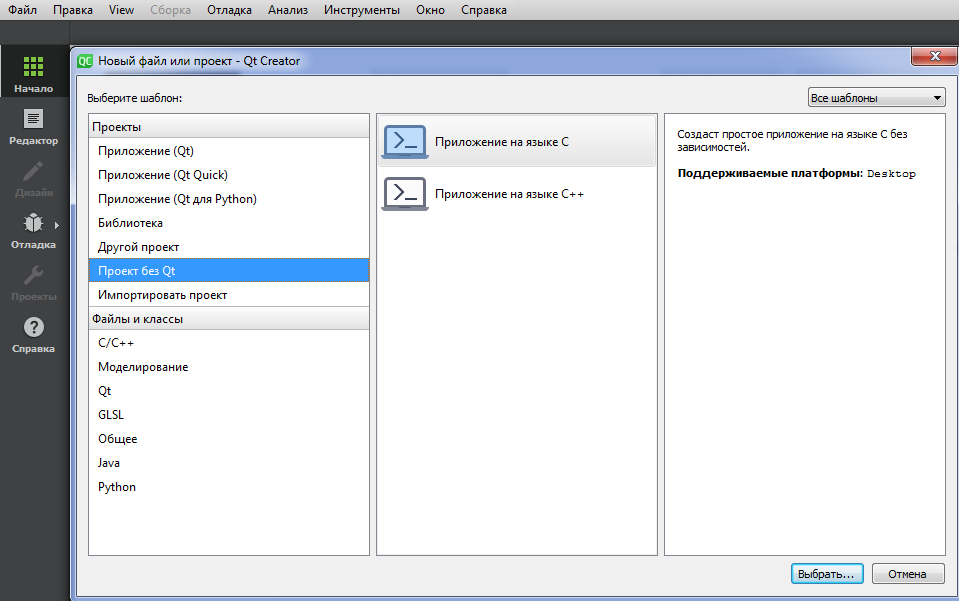 Файл Правка View Сборка Отладка Анализ Инструменты Окно Справка
QC Новый файл или проект - Qt Creator
Начало
Редактор
Дизайн
Отладка
Проекты
Справка
Выберите шаблон:
Все шаблоны
Проекты
Приложение (Qt)
Приложение (Qt Quick)
Приложение (Qt для Python)
Библиотека
Другой проект
Проект без Qt
Импортировать проект
Файлы и классы
C/C++
Моделирование
Qt
GLSL
Общее
Java
Python
Приложение на языке C
Приложение на языке C++
Создаст простое приложение на языке C без
зависимостей.
Поддерживаемые платформы: Desktop
Выбрать... Отмена